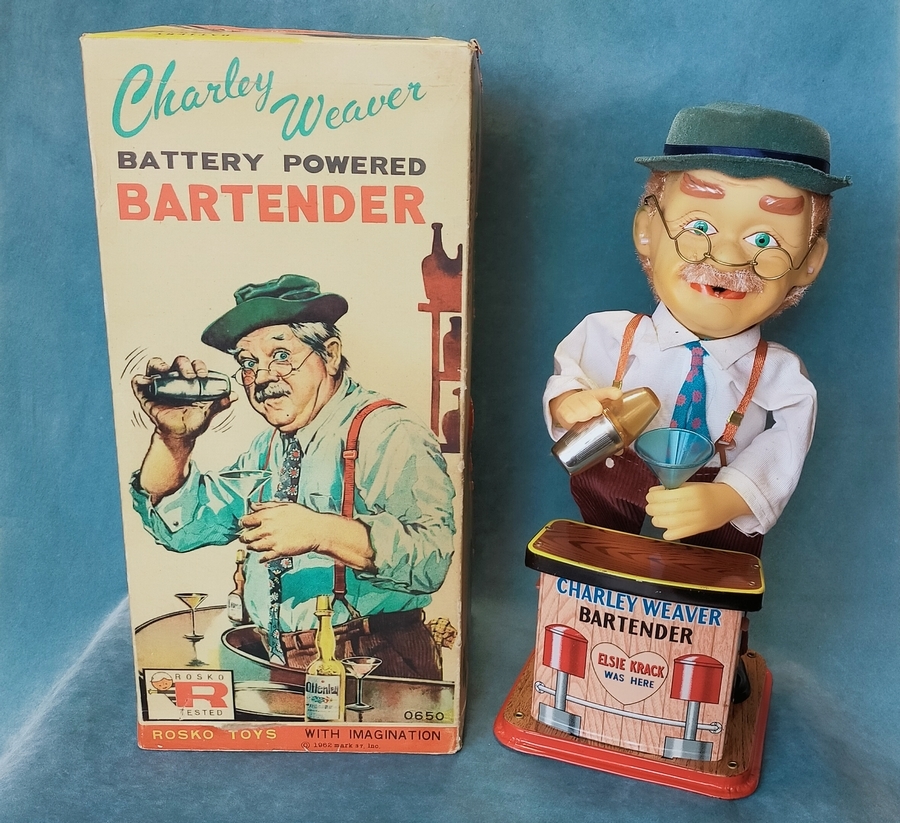 Charley Weaver
BATTERY POWERED
BARTENDER
ROSKO
R
TESTED
0650
ROSKO TOYS WITH IMAGINATION
© 1962
CHARLEY WEAVER
BARTENDER
ELSIE KRACK
WAS HERE